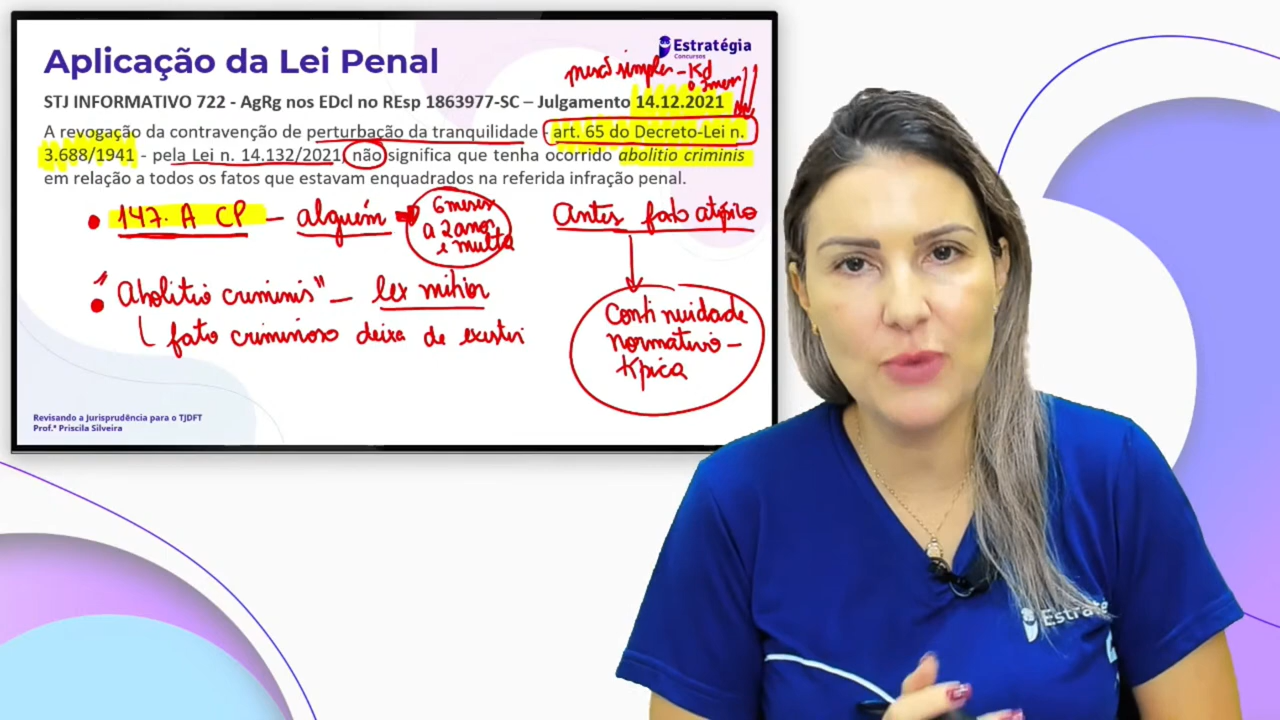 Aplicação da Lei Penal
Estratégia
Concursos
STJ INFORMATIVO 722 - AgRg nos EDcl no REsp 1863977-SC – Julgamento 14.12.2021
A revogação da contravenção de perturbação da tranquilidade - art. 65 do Decreto-Lei n.
3.688/1941 - pela Lei n. 14.132/2021, não significa que tenha ocorrido abolitio criminis
em relação a todos os fatos que estavam enquadrados na referida infração penal.
147. A CP - alguém
6 meses
a 2 anos
e multa
Antes fato atípico
"Abolitio criminis" - lex mitior
fato criminoso deixa de existir
Continuidade
normativo -
típica
Revisando a Jurisprudência para o TJDFT
Prof.ª Priscila Silveira
Estraté